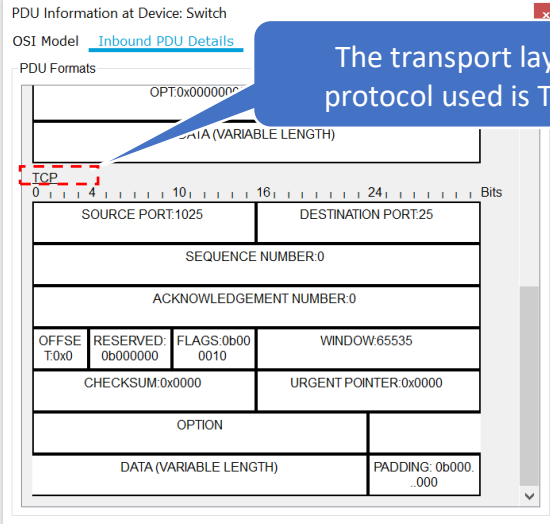 PDU Information at Device: Switch
x
OSI Model Inbound PDU Details
PDU Formats
The transport lay
protocol used is T
OPT:0x000000
DATA (VARIABLE LENGTH)
TCP
0 4 10 16 24 Bits
SOURCE PORT:1025 DESTINATION PORT:25
SEQUENCE NUMBER:0
ACKNOWLEDGEMENT NUMBER:0
OFFSE RESERVED: FLAGS:0b00 WINDOW:65535
T:0x0 0b000000 0010
CHECKSUM:0x0000 URGENT POINTER:0x0000
OPTION
DATA (VARIABLE LENGTH) PADDING: 0b000.
..000